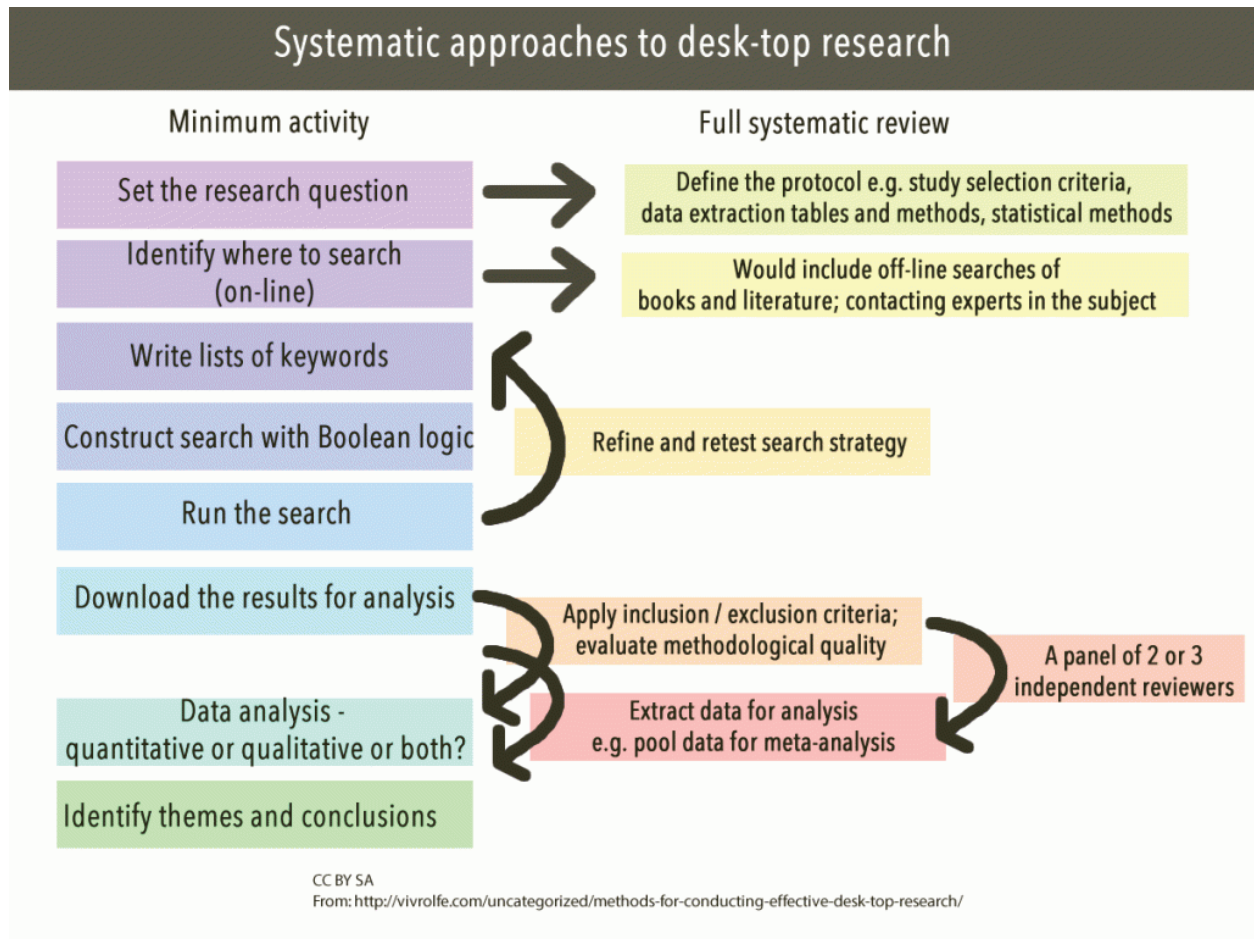 Systematic approaches to desk-top research
Minimum activity
Full systematic review
Set the research question
Define the protocol e.g. study selection criteria,
data extraction tables and methods, statistical methods
Identify where to search
(on-line)
Would include off-line searches of
books and literature; contacting experts in the subject
Write lists of keywords
Construct search with Boolean logic
Refine and retest search strategy
Run the search
Download the results for analysis
Apply inclusion / exclusion criteria;
evaluate methodological quality
A panel of 2 or 3
independent reviewers
Data analysis -
quantitative or qualitative or both?
Extract data for analysis
e.g. pool data for meta-analysis
Identify themes and conclusions
CC BY SA
From: http://vivrolfe.com/uncategorized/methods-for-conducting-effective-desk-top-research/